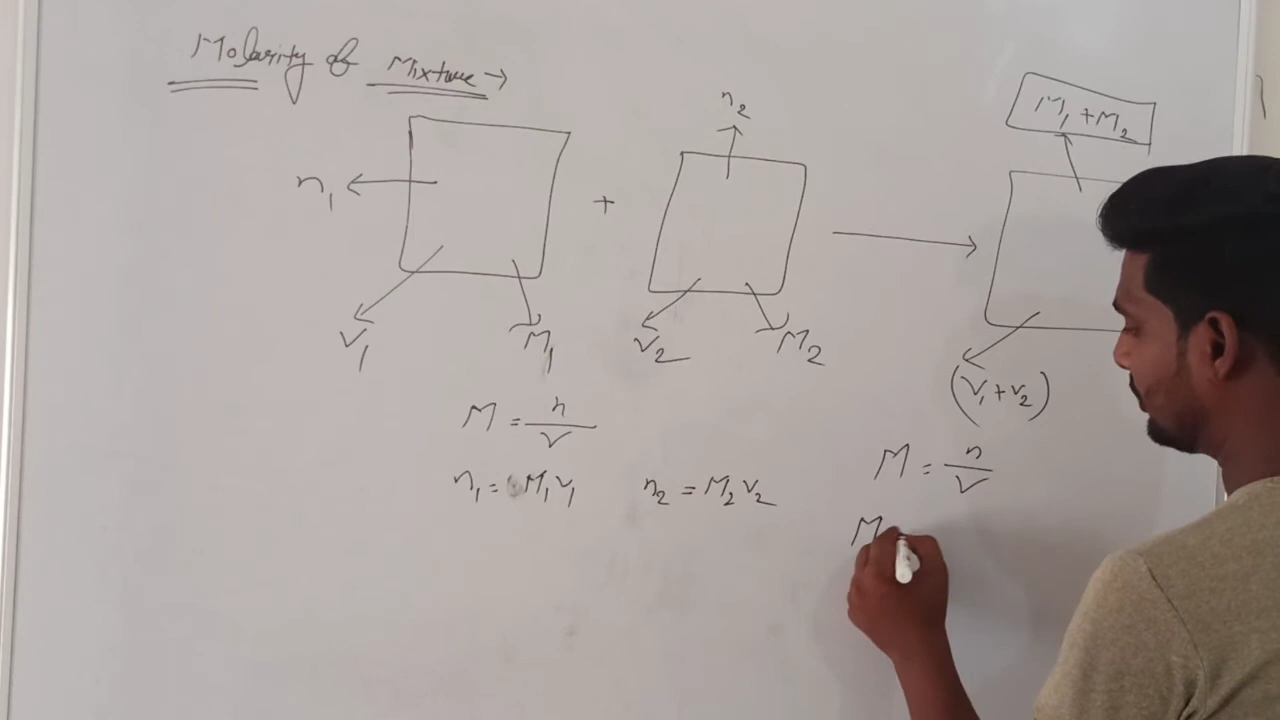 Molarity of Mixture →
n₂
M₁ + M₂
n₁
+
V₁
M₁
V₂
M₂
(V₁ + V₂)
M = n/V
M = n/V
n₁ = M₁V₁
n₂ = M₂V₂
M